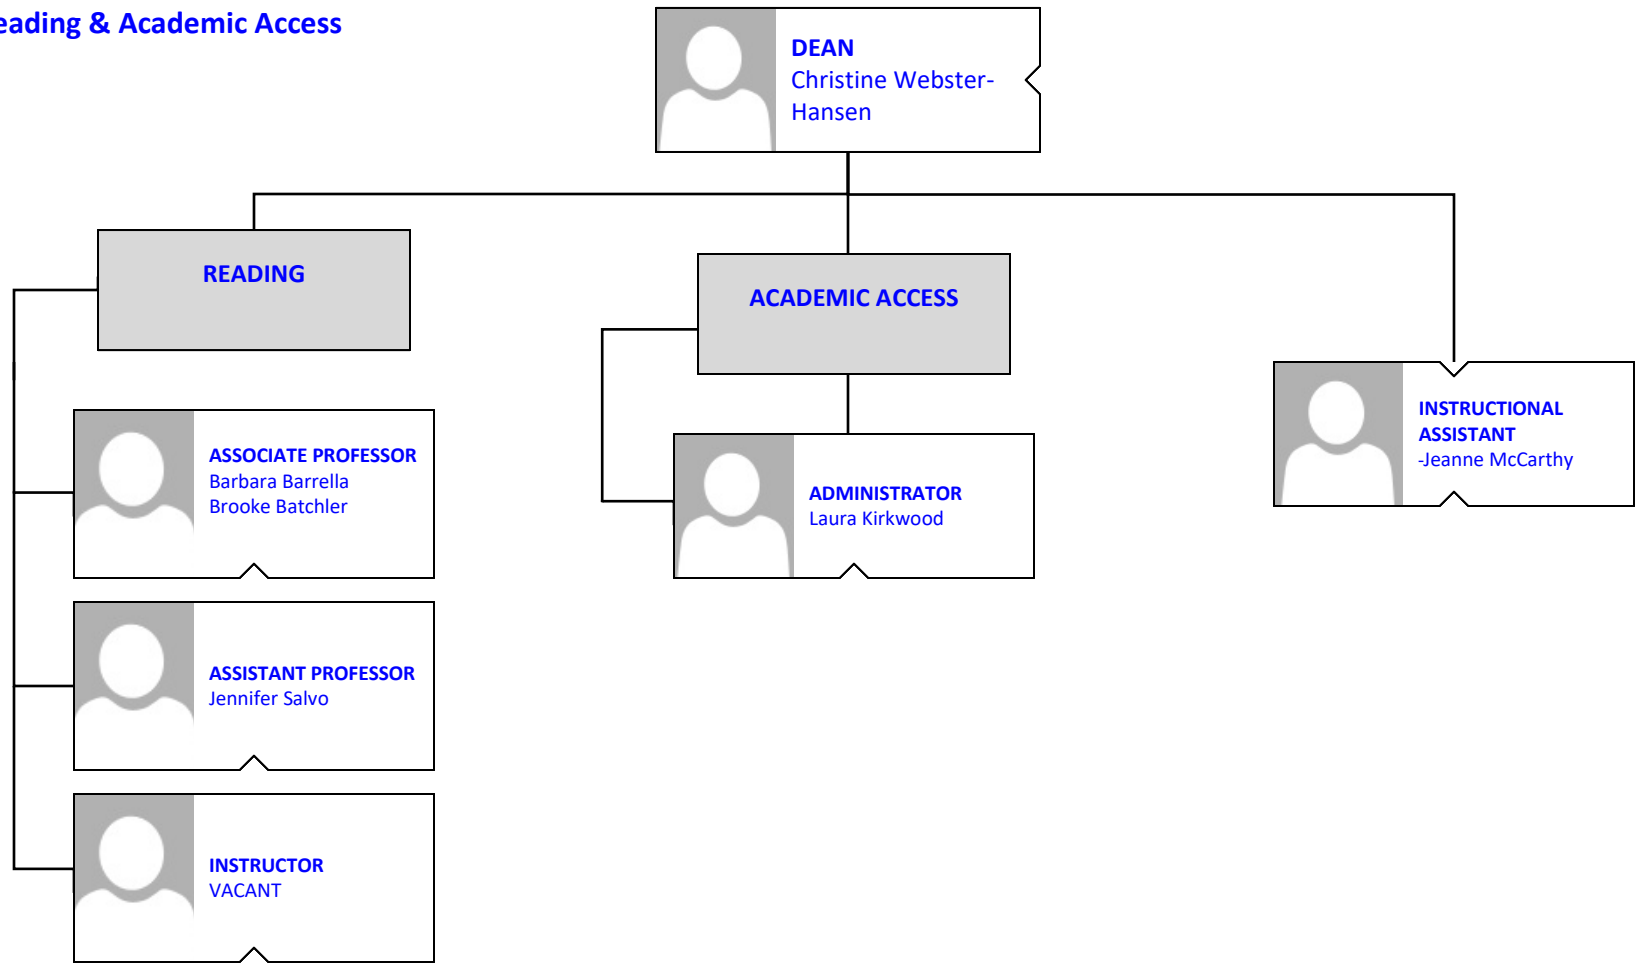 eading & Academic Access
DEAN
Christine Webster-
Hansen
READING
ACADEMIC ACCESS
INSTRUCTIONAL
ASSISTANT
-Jeanne McCarthy
ASSOCIATE PROFESSOR
Barbara Barrella
Brooke Batchler
ADMINISTRATOR
Laura Kirkwood
ASSISTANT PROFESSOR
Jennifer Salvo
INSTRUCTOR
VACANT